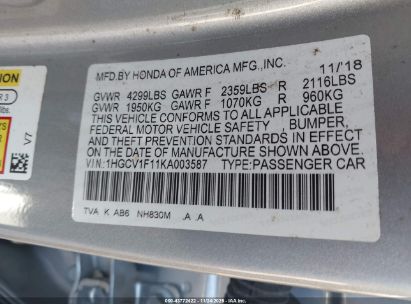 MFD.BY HONDA OF AMERICA MFG.,INC. 11/'18
GVWR 4299LBS GAWR F 2359LBS R 2116LBS
GVWR 1950KG GAWR F 1070KG R 960KG
THIS VEHICLE CONFORMS TO ALL APPLICABLE
FEDERAL MOTOR VEHICLE SAFETY , BUMPER,
AND THEFT PREVENTION STANDARDS IN EFFECT
ON THE DATE OF MANUFACTURE SHOWN ABOVE.
V I N :1HGCV1F11KA003587 TYPE:PASSENGER CAR
TVA K AB6 NH830M .A .A
V7